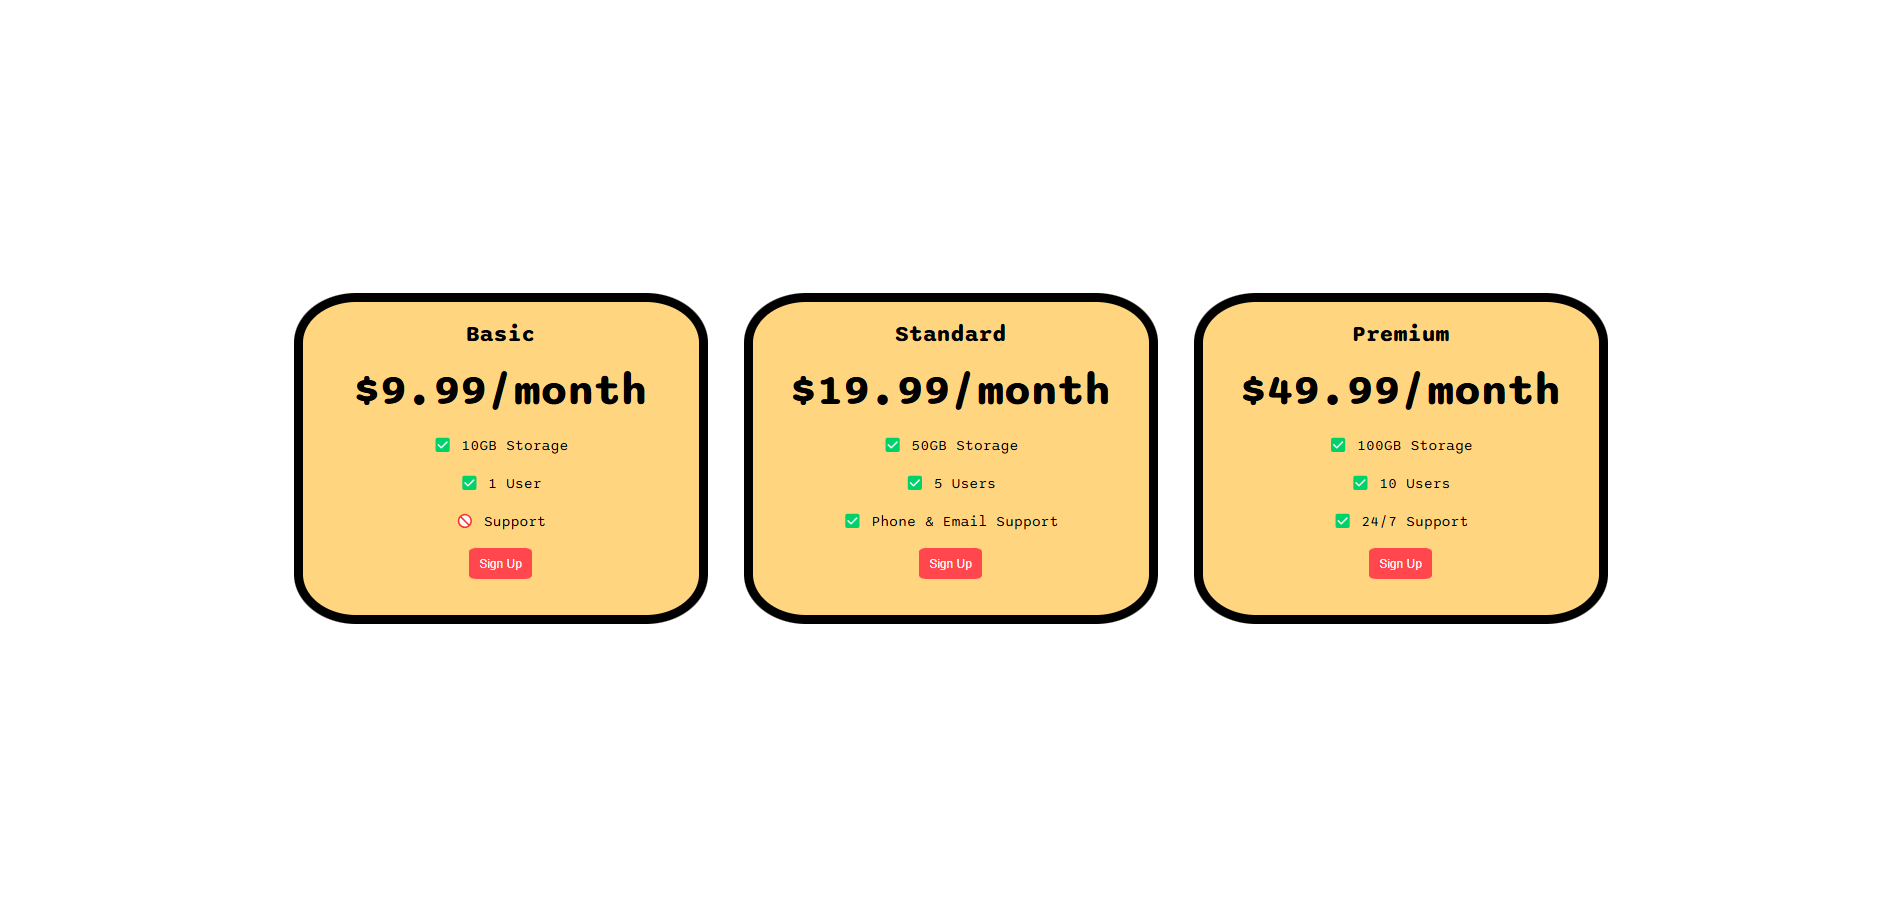 Basic
$9.99/month
10GB Storage
1 User
Support
Sign Up
Standard
$19.99/month
50GB Storage
5 Users
Phone & Email Support
Sign Up
Premium
$49.99/month
100GB Storage
10 Users
24/7 Support
Sign Up